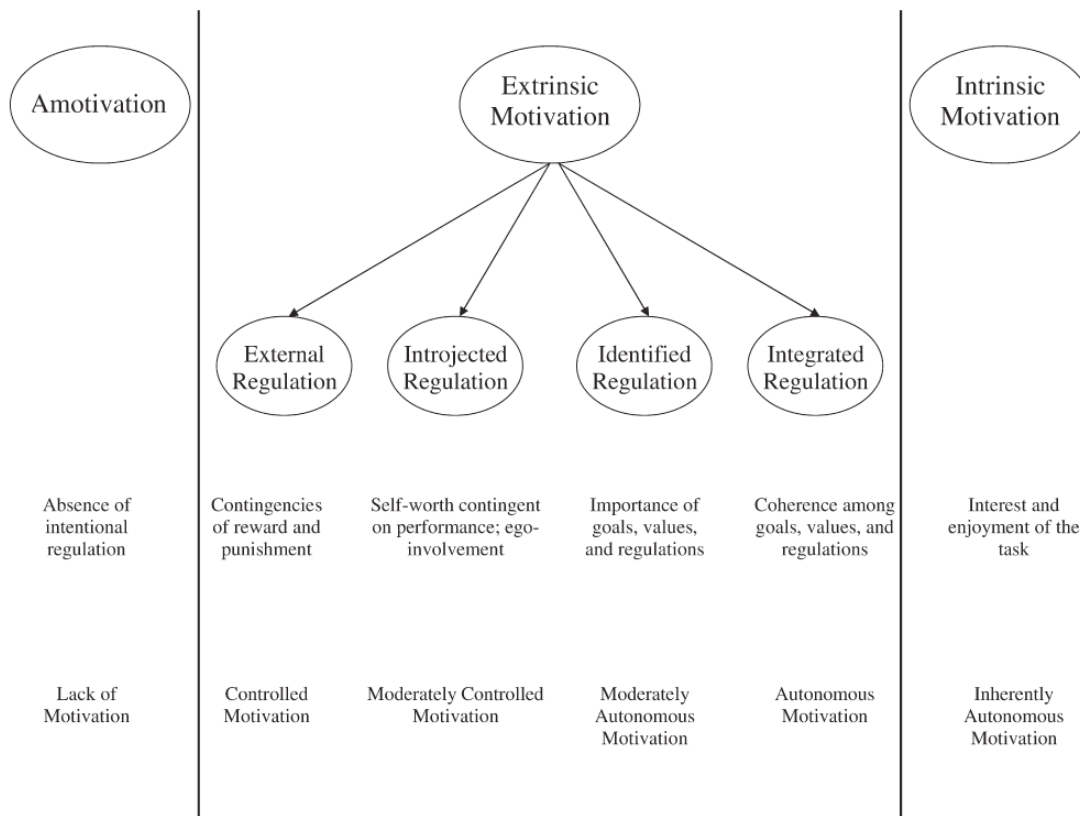 Amotivation
Extrinsic
Motivation
Intrinsic
Motivation
External
Regulation
Introjected
Regulation
Identified
Regulation
Integrated
Regulation
Absence of
intentional
regulation
Contingencies
of reward and
punishment
Self-worth contingent
on performance; ego-
involvement
Importance of
goals, values,
and regulations
Coherence among
goals, values, and
regulations
Interest and
enjoyment of the
task
Lack of
Motivation
Controlled
Motivation
Moderately Controlled
Motivation
Moderately
Autonomous
Motivation
Autonomous
Motivation
Inherently
Autonomous
Motivation